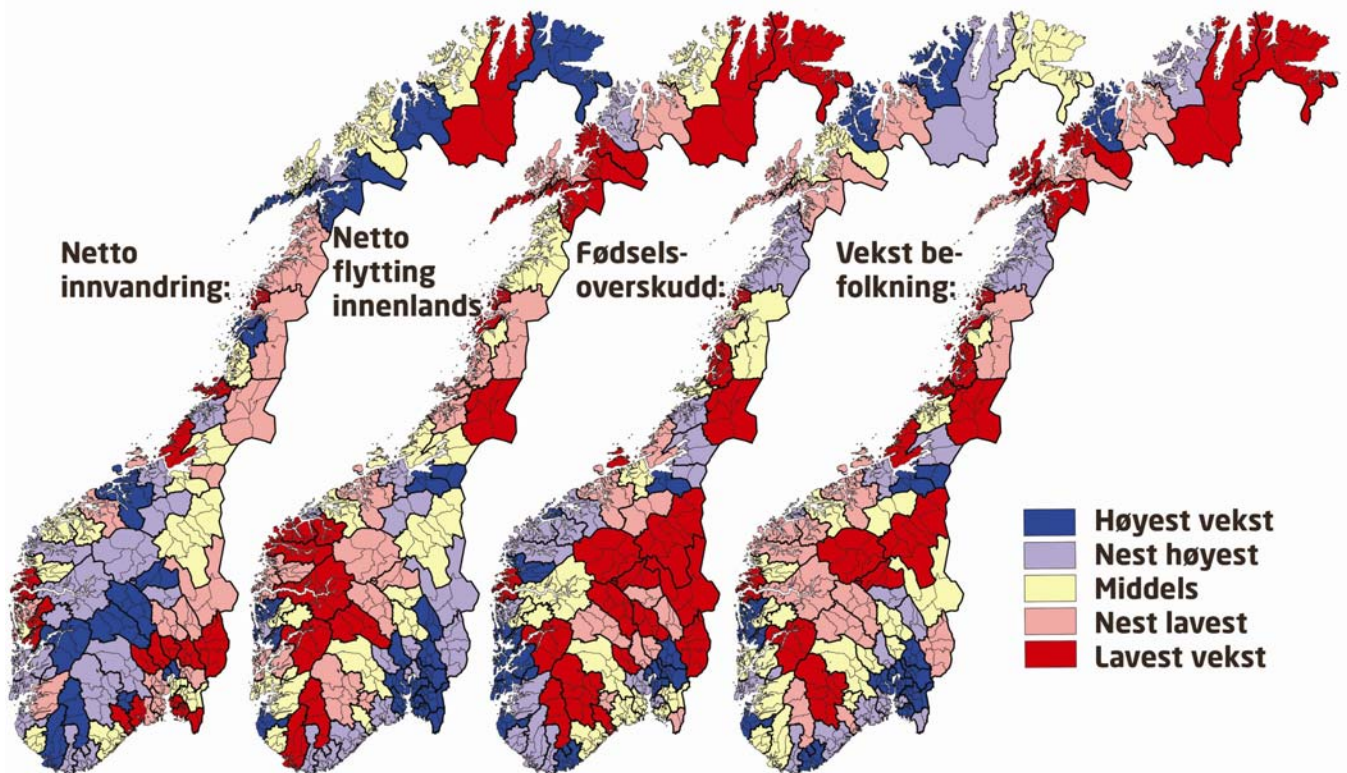 Netto
innvandring:
Netto
flytting
innenlands
Fødsels-
overskudd:
Vekst be-
folkning:
Høyest vekst
Nest høyest
Middels
Nest lavest
Lavest vekst